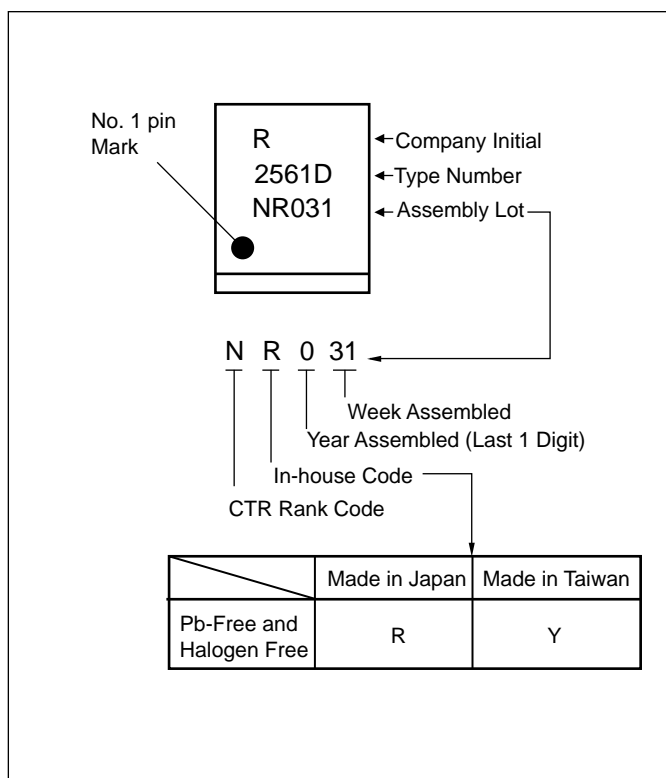 No. 1 pin
Mark
R
2561D
NR031
Company Initial
Type Number
Assembly Lot
N R 0 31
Week Assembled
Year Assembled (Last 1 Digit)
In-house Code
CTR Rank Code
Made in Japan Made in Taiwan
Pb-Free and
Halogen Free
R Y